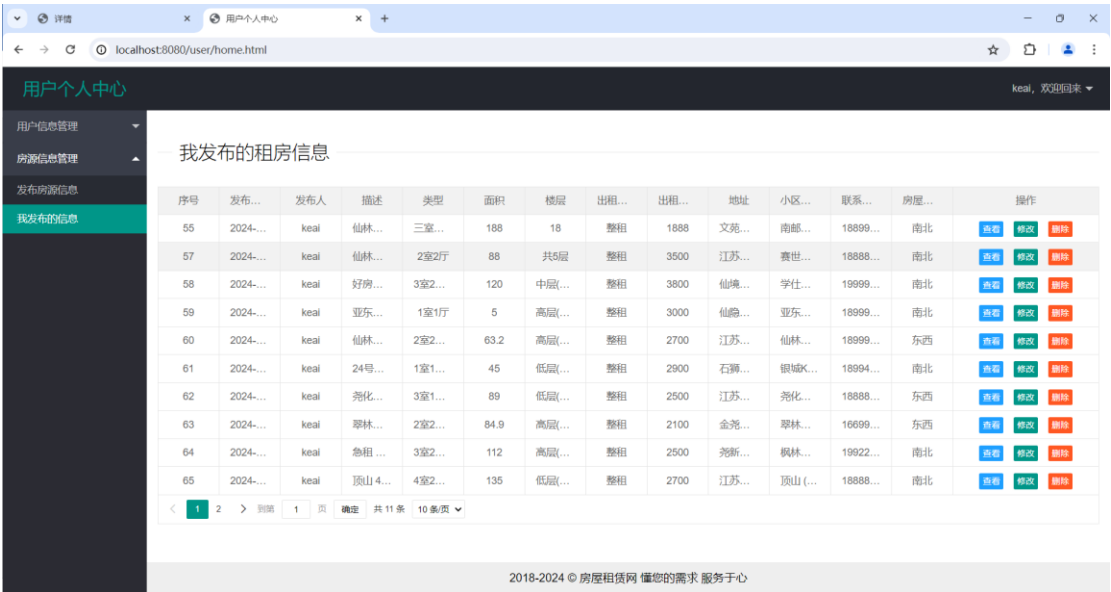 详情
用户个人中心
localhost:8080/user/home.html
用户个人中心
keai，欢迎回来
用户信息管理
房源信息管理
发布房源信息
我发布的信息
我发布的租房信息
序号 发布... 发布人 描述 类型 面积 楼层 出租... 出租... 地址 小区... 联系... 房屋... 操作
55 2024-... keai 仙林... 三室... 188 18 整租 1888 文苑... 南邮... 18899... 南北 查看 修改 删除
57 2024-... keai 仙林... 2室2厅 88 共5层 整租 3500 江苏... 赛世... 18888... 南北 查看 修改 删除
58 2024-... keai 好房... 3室2... 120 中层(... 整租 3800 仙境... 学仕... 19999... 南北 查看 修改 删除
59 2024-... keai 亚东... 1室1厅 5 高层(... 整租 3000 仙隐... 亚东... 18999... 南北 查看 修改 删除
60 2024-... keai 仙林... 2室2... 63.2 高层(... 整租 2700 江苏... 仙林... 18999... 东西 查看 修改 删除
61 2024-... keai 24号... 1室1... 45 低层(... 整租 2900 石狮... 银城K... 18994... 南北 查看 修改 删除
62 2024-... keai 尧化... 3室1... 89 低层(... 整租 2500 江苏... 尧化... 18888... 东西 查看 修改 删除
63 2024-... keai 翠林... 2室2... 84.9 高层(... 整租 2100 金尧... 翠林... 16699... 东西 查看 修改 删除
64 2024-... keai 急租 ... 3室2... 112 高层(... 整租 2500 尧新... 枫林... 19922... 南北 查看 修改 删除
65 2024-... keai 顶山 4... 4室2... 135 低层(... 整租 2700 江苏... 顶山 (... 18888... 南北 查看 修改 删除
1 2 到第 1 页 确定 共 11 条 10 条/页
2018-2024 © 房屋租赁网 懂您的需求 服务于心